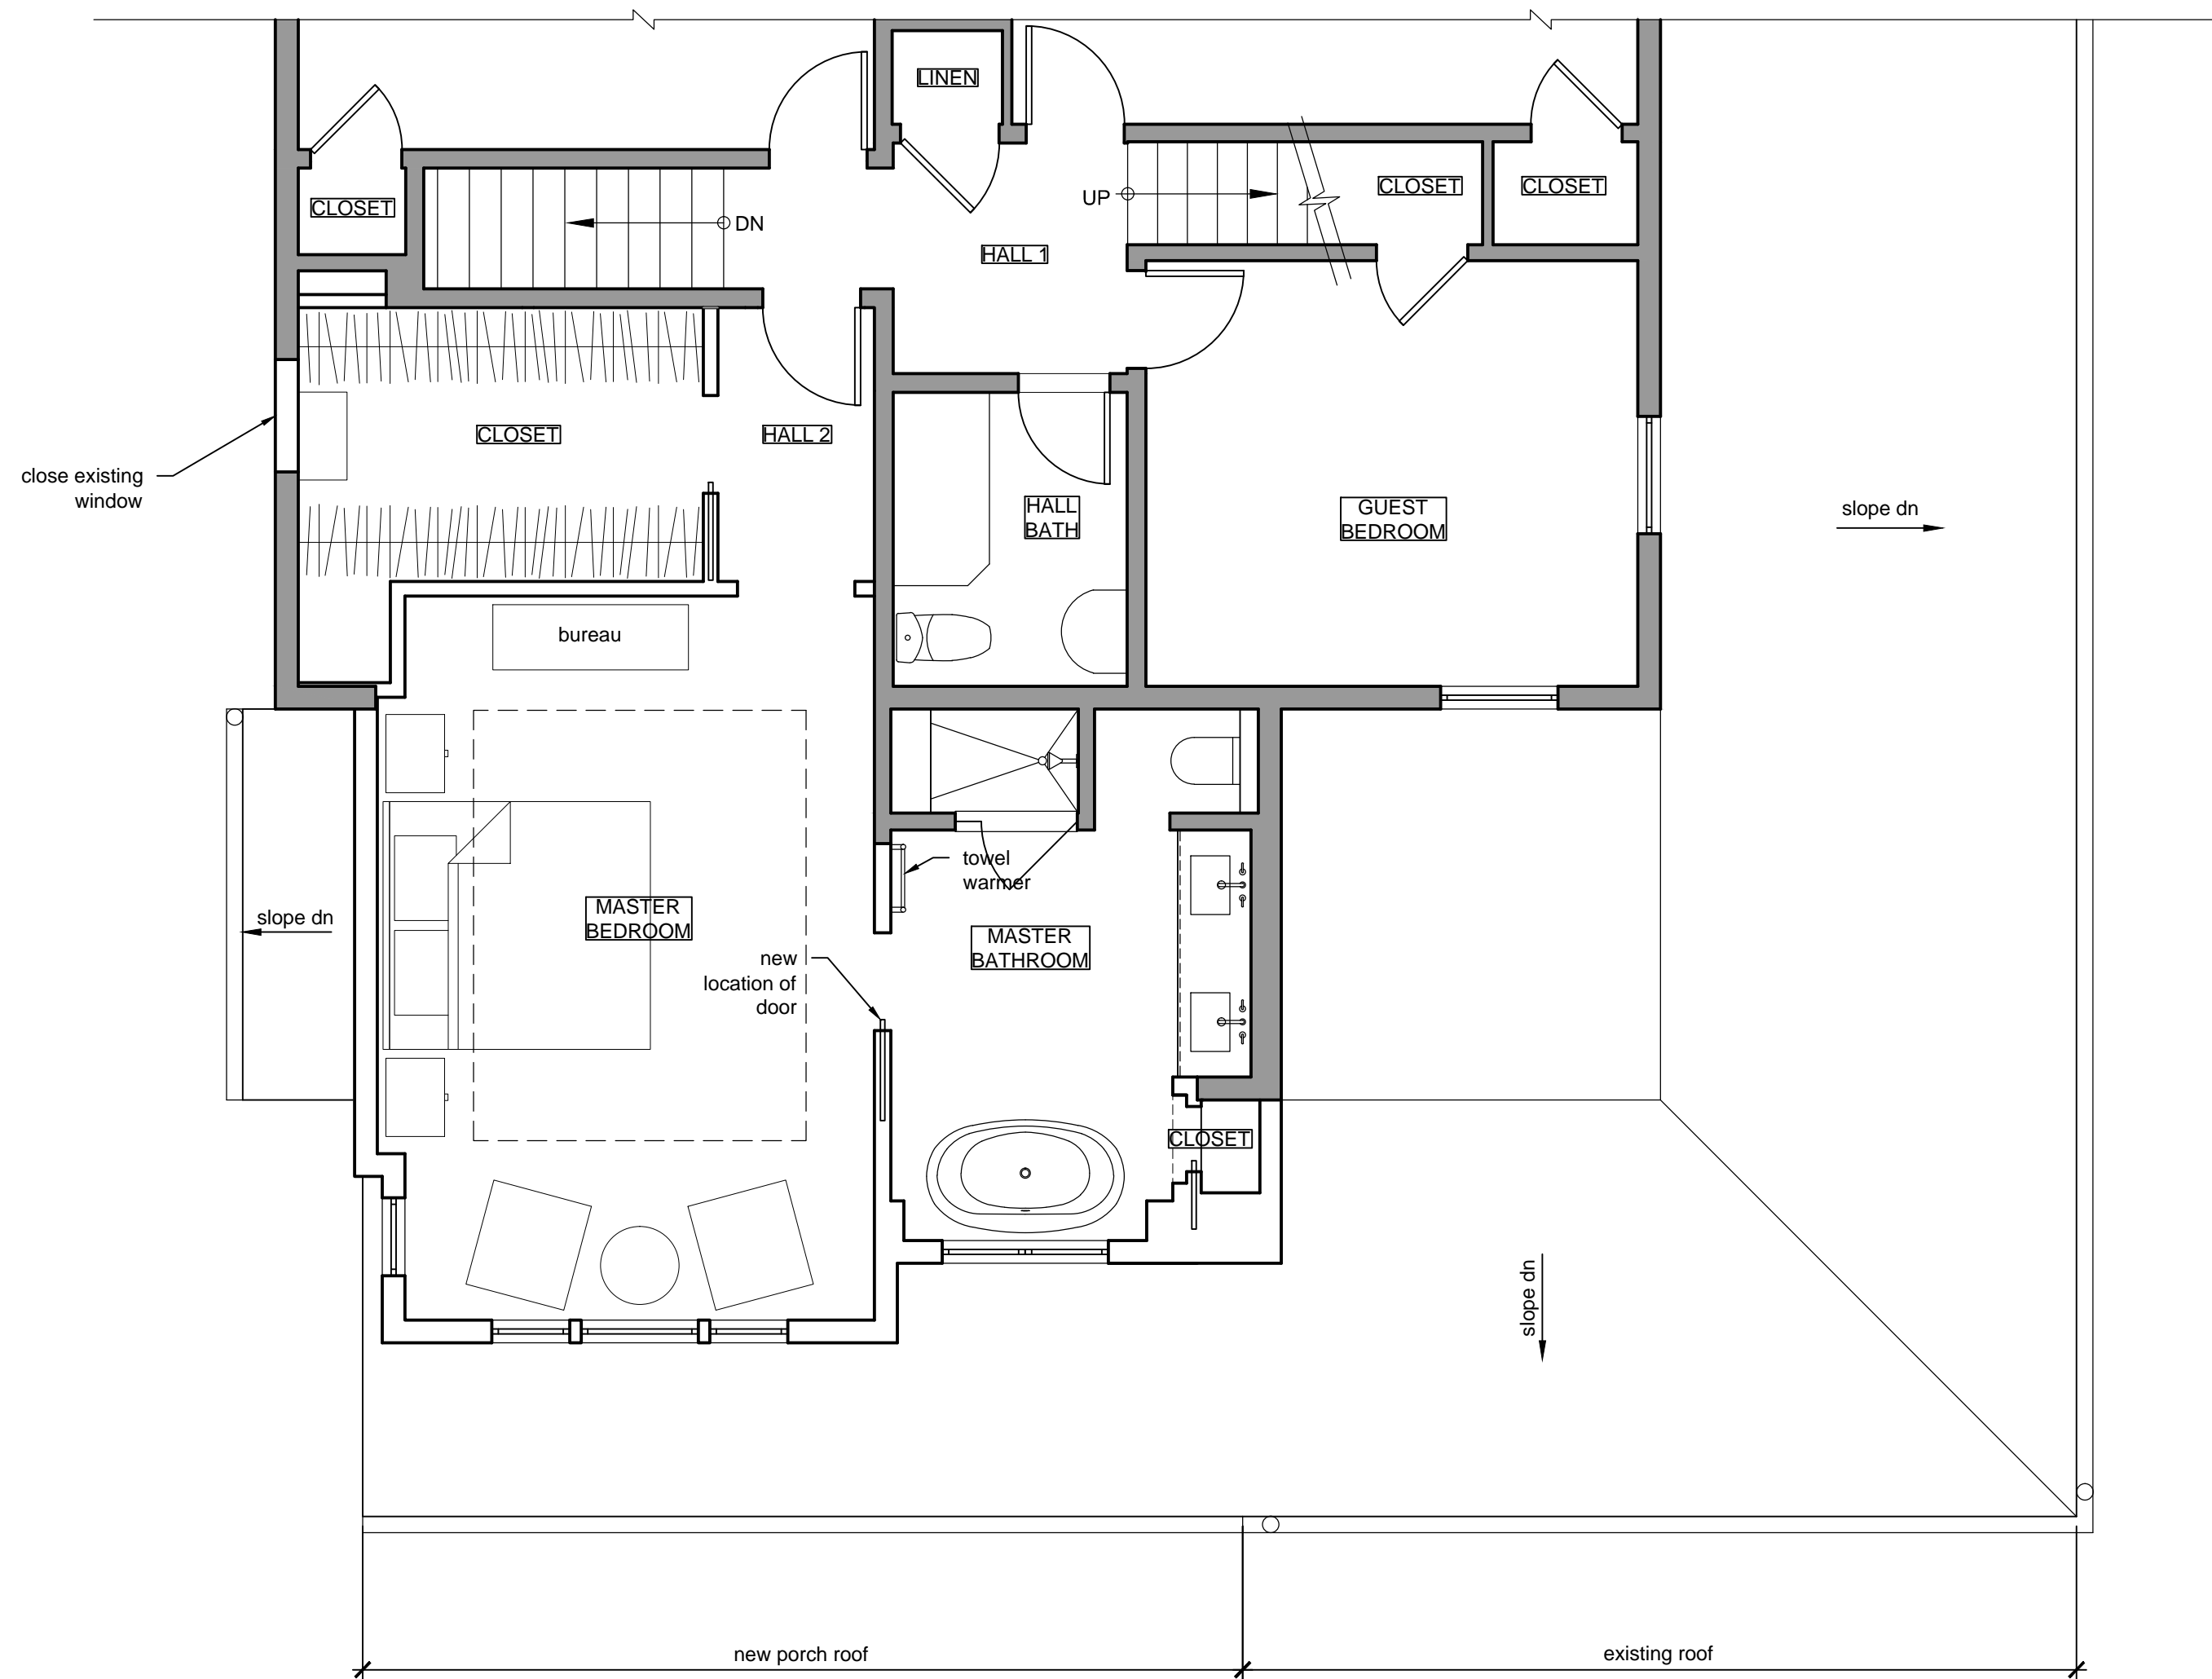 LINEN
CLOSET
DN
UP
CLOSET
CLOSET
HALL 1
CLOSET
HALL 2
close existing
window
HALL
BATH
GUEST
BEDROOM
slope dn
bureau
towel
warmer
slope dn
MASTER
BEDROOM
MASTER
BATHROOM
new
location of
door
CLOSET
slope dn
new porch roof
existing roof